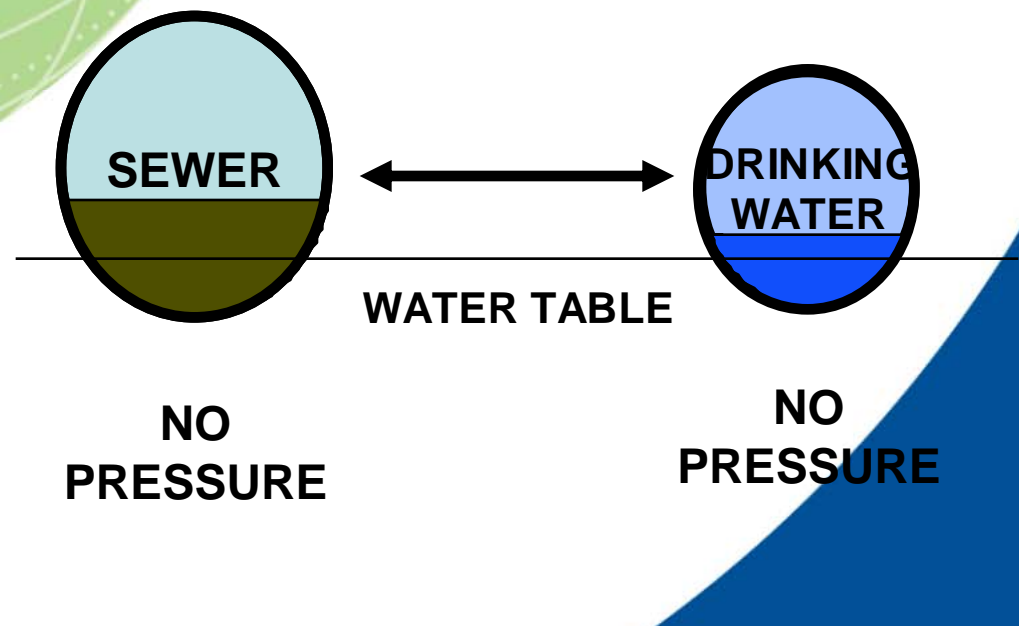 SEWER
DRINKING
WATER
WATER TABLE
NO
PRESSURE
NO
PRESSURE